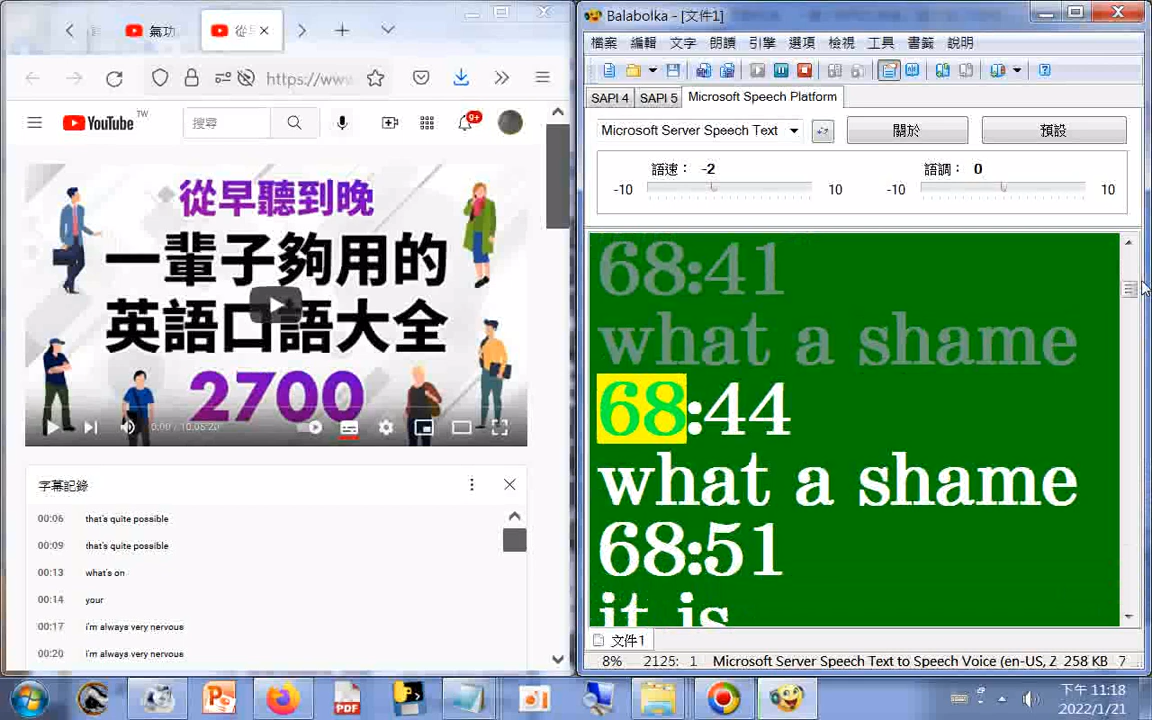 氣功
從
https://www
YouTube TW
搜尋
9+
從早聽到晚
一輩子夠用的
英語口語大全
2700
0:00 / 10:05:20
字幕記錄
00:06 that's quite possible
00:09 that's quite possible
00:13 what's on
00:14 your
00:17 i'm always very nervous
00:20 i'm always very nervous
Balabolka - [文件1]
檔案 編輯 文字 朗讀 引擎 選項 檢視 工具 書籤 說明
SAPI 4 SAPI 5 Microsoft Speech Platform
Microsoft Server Speech Text 關於 預設
語速： -2 語調： 0
-10 10 -10 10
68:41
what a shame
68:44
what a shame
68:51
it is
文件1
8% 2125: 1 Microsoft Server Speech Text to Speech Voice (en-US, Z 258 KB 7
PDF
下午 11:18
2022/1/21